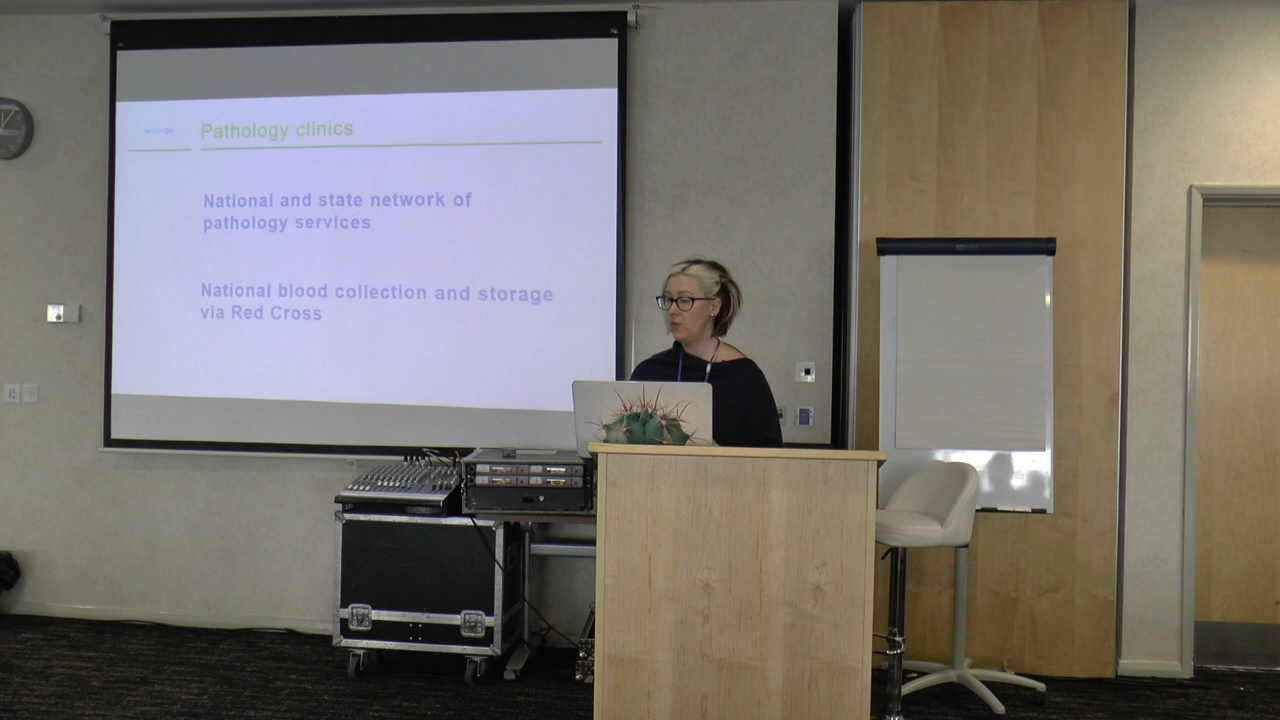 Pathology clinics
National and state network of
pathology services
National blood collection and storage
via Red Cross